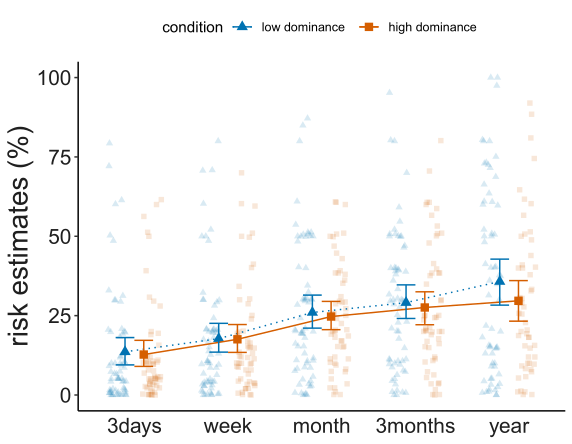 condition low dominance high dominance
risk estimates (%)
100
75
50
25
0
3days week month 3months year